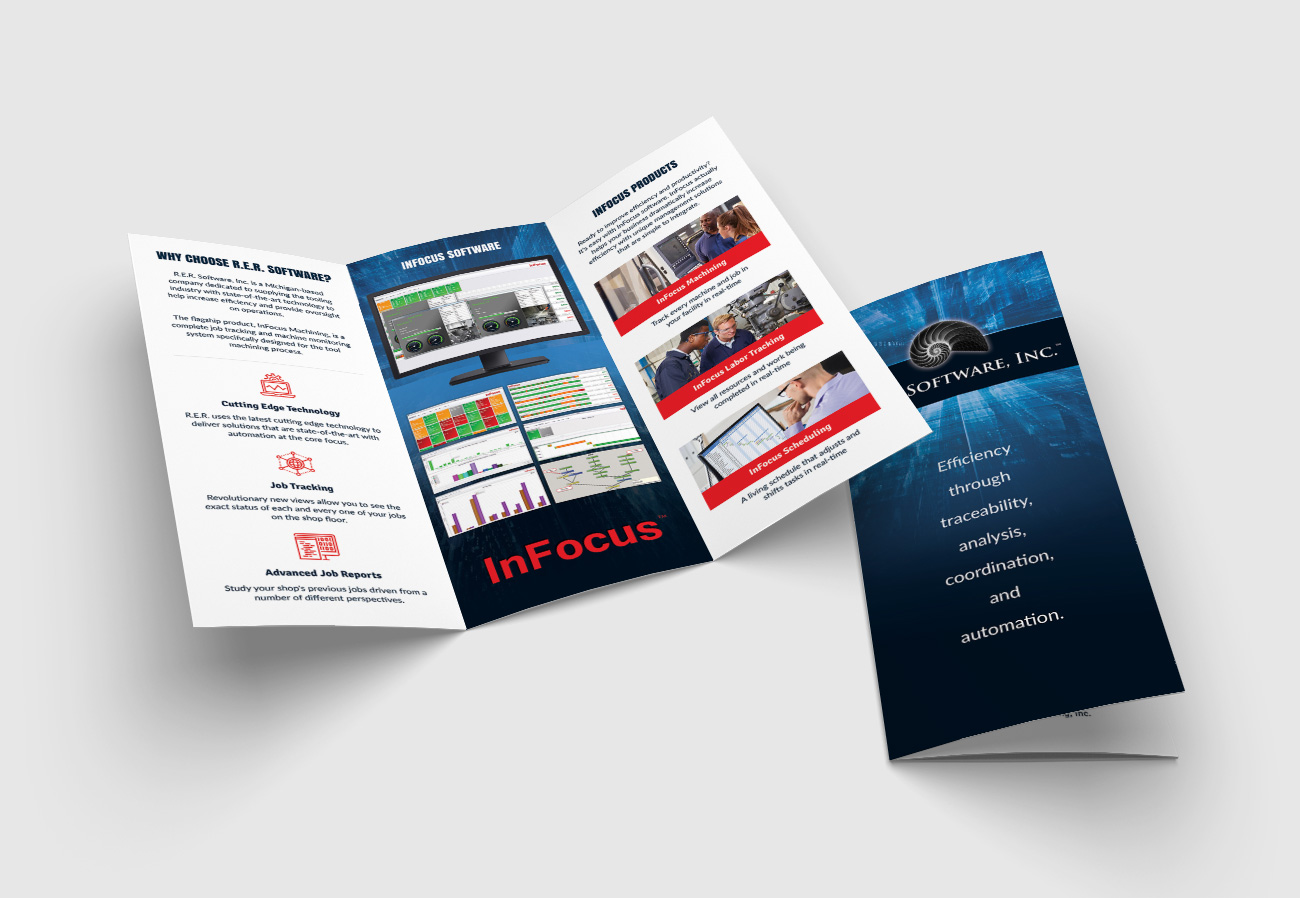 WHY CHOOSE R.E.R. SOFTWARE?
R.E.R. Software, Inc. is a Michigan-based
company dedicated to supplying the tooling
industry with state-of-the-art technology to
help increase efficiency and provide oversight
on operations.
The flagship product, InFocus Machining, is a
complete job tracking and machine monitoring
system specifically designed for the tool
machining process.
Cutting Edge Technology
R.E.R. uses the latest cutting edge technology to
deliver solutions that are state-of-the-art with
automation at the core focus.
Job Tracking
Revolutionary new views allow you to see the
exact status of each and every one of your jobs
on the shop floor.
Advanced Job Reports
Study your shop's previous jobs driven from a
number of different perspectives.
INFOCUS SOFTWARE
InFocus
InFocus™
INFOCUS PRODUCTS
Ready to improve efficiency and productivity?
It's easy with InFocus software. InFocus actually
helps your business dramatically increase
efficiency with unique management solutions
that are simple to integrate.
InFocus Machining
Track every machine and job in
your facility in real-time
InFocus Labor Tracking
View all resources and work being
completed in real-time
InFocus Scheduling
A living schedule that adjusts and
shifts tasks in real-time
SOFTWARE, INC.™
Efficiency
through
traceability,
analysis,
coordination,
and
automation.
g, Inc.